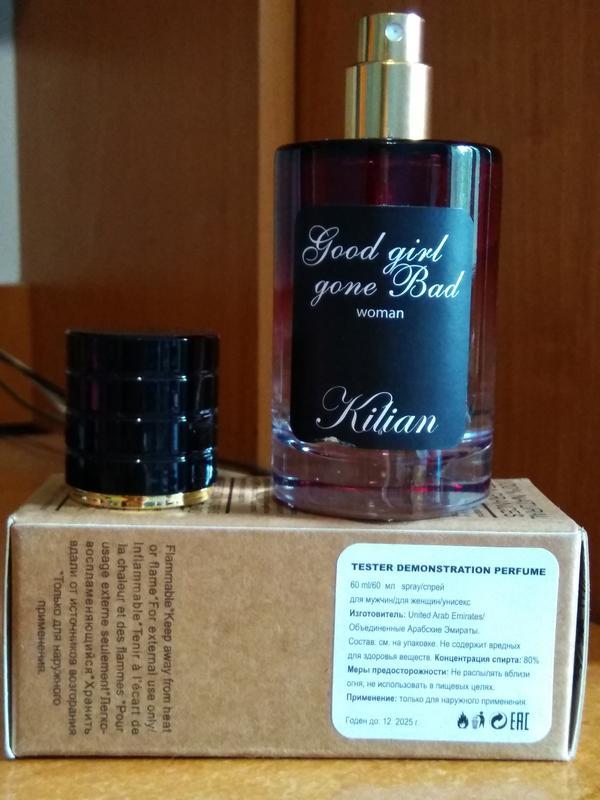 Good girl
gone Bad
woman
Kilian
TESTER DEMONSTRATION PERFUME
60 ml/60 мл спрей/спрей
для мужчин/для женщин/унисекс
Изготовитель: United Arab Emirates/
Объединенные Арабские Эмираты.
Состав: см. на упаковке. Не содержит вредных
для здоровья веществ. Концентрация спирта: 80%
Меры предосторожности: Не распылять вблизи
огня, не использовать в пищевых целях.
Применение: только для наружного применения.
Годен до: 12. 2025 г.
EAC
Flammable*Keep away from heat
or flame*For external use only/
Inflammable*Tenir à l'écart de
la chaleur et des flammes *Pour
usage externe seulement*Легко-
воспламеняющийся*Хранить
вдали от источников возгорания
*Только для наружного
применения.